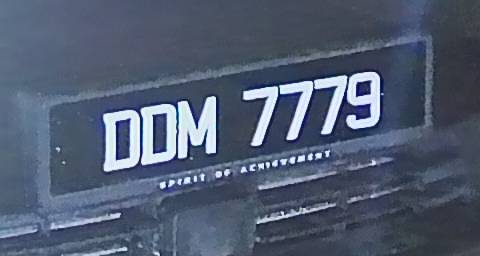 DDM 7779
SPIRIT OF ACHIEVEMENT